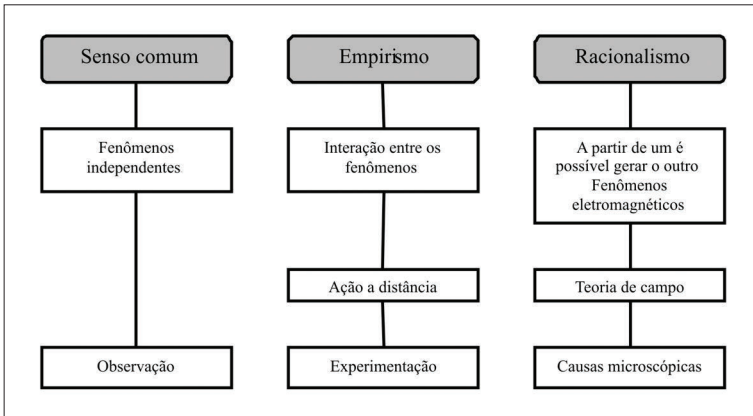 Senso comum
Fenômenos
independentes
Observação
Empirismo
Interação entre os
fenômenos
Ação a distância
Experimentação
Racionalismo
A partir de um é
possível gerar o outro
Fenômenos
eletromagnéticos
Teoria de campo
Causas microscópicas